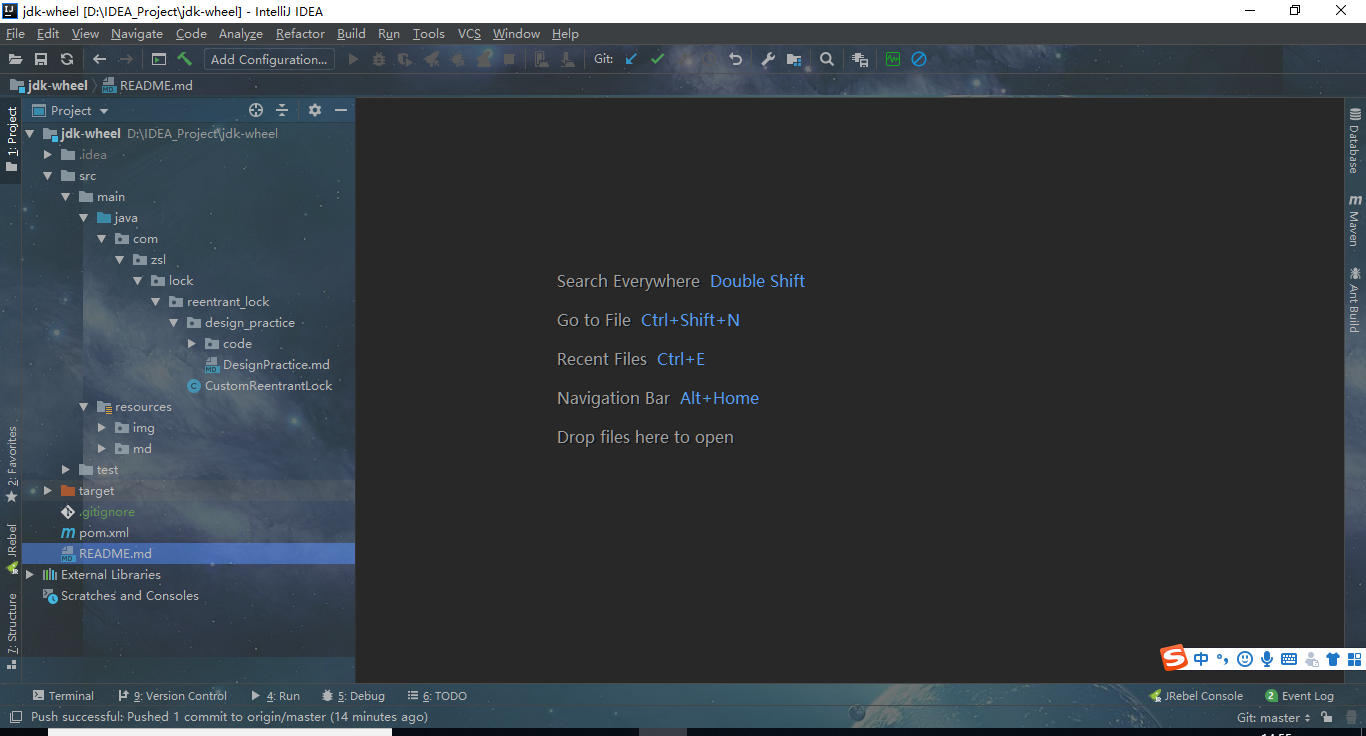 jdk-wheel [D:\IDEA_Project\jdk-wheel] - IntelliJ IDEA
File Edit View Navigate Code Analyze Refactor Build Run Tools VCS Window Help
Add Configuration... Git:
jdk-wheel README.md
Project
jdk-wheel D:\IDEA_Project\jdk-wheel
.idea
src
main
java
com
zsl
lock
reentrant_lock
design_practice
code
DesignPractice.md
CustomReentrantLock
resources
img
md
test
target
.gitignore
pom.xml
README.md
External Libraries
Scratches and Consoles
1: Project
2: Favorites
JRebel
7: Structure
Search Everywhere Double Shift
Go to File Ctrl+Shift+N
Recent Files Ctrl+E
Navigation Bar Alt+Home
Drop files here to open
Database
Maven
Ant Build
中
Terminal 9: Version Control 4: Run 5: Debug 6: TODO JRebel Console 2 Event Log
Push successful: Pushed 1 commit to origin/master (14 minutes ago) Git: master